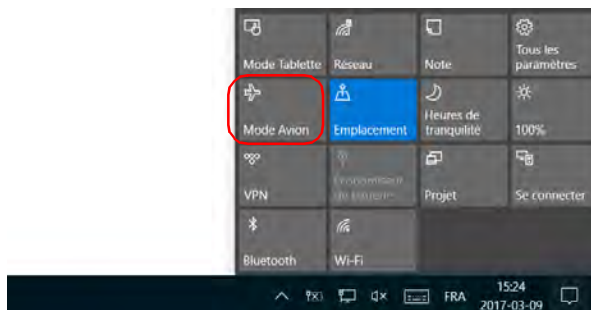 Mode Tablette
Réseau
Note
Tous les
paramètres
Mode Avion
Emplacement
Heures de
tranquilité
100%
VPN
Projet
Se connecter
Bluetooth
Wi-Fi
FRA
15:24
2017-03-09